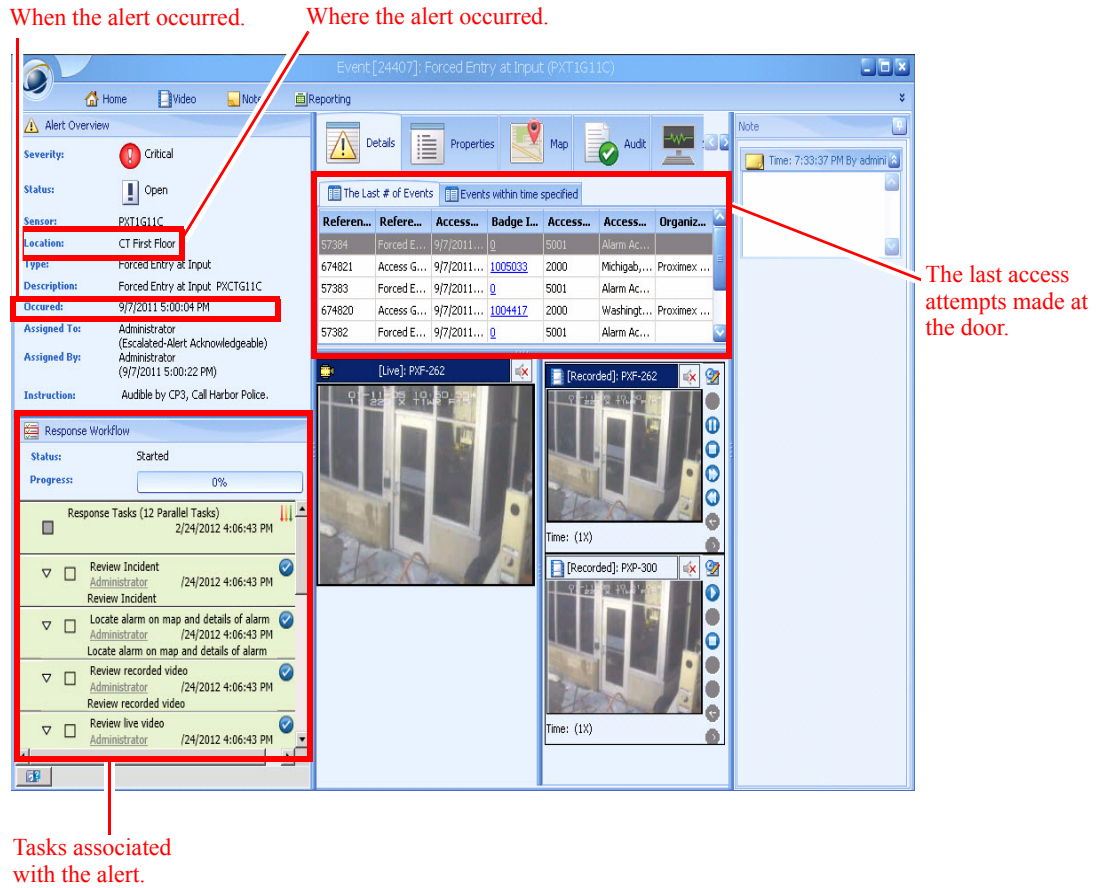 When the alert occurred.
Where the alert occurred.
Event [24407]: Forced Entry at Input (PXT1G11C)
Home Video Note Reporting
Alert Overview
Severity: Critical
Status: Open
Sensor: PXT1G11C
Location: CT First Floor
Type: Forced Entry at Input
Description: Forced Entry at Input PXCTG11C
Occured: 9/7/2011 5:00:04 PM
Assigned To: Administrator
(Escalated-Alert Acknowledgeable)
Assigned By: Administrator
(9/7/2011 5:00:22 PM)
Instruction: Audible by CP3, Call Harbor Police.
Response Workflow
Status: Started
Progress: 0%
Response Tasks (12 Parallel Tasks)
2/24/2012 4:06:43 PM
Review Incident
Administrator /24/2012 4:06:43 PM
Review Incident
Locate alarm on map and details of alarm
Administrator /24/2012 4:06:43 PM
Locate alarm on map and details of alarm
Review recorded video
Administrator /24/2012 4:06:43 PM
Review recorded video
Review live video
Administrator /24/2012 4:06:43 PM
Details Properties Map Audit
The Last # of Events Events within time specified
Referen... Refere... Access... Badge I... Access... Access... Organiz...
57384 Forced E... 9/7/2011... 0 5001 Alarm Ac...
674821 Access G... 9/7/2011... 1005033 2000 Michigab,... Proximex ...
57383 Forced E... 9/7/2011... 0 5001 Alarm Ac...
674820 Access G... 9/7/2011... 1004417 2000 Washingt... Proximex ...
57382 Forced E... 9/7/2011... 0 5001 Alarm Ac...
[Live]: PXF-262
[Recorded]: PXF-262
Time: (1X)
[Recorded]: PXP-300
Time: (1X)
Note
Time: 7:33:37 PM By admini
The last access
attempts made at
the door.
Tasks associated
with the alert.